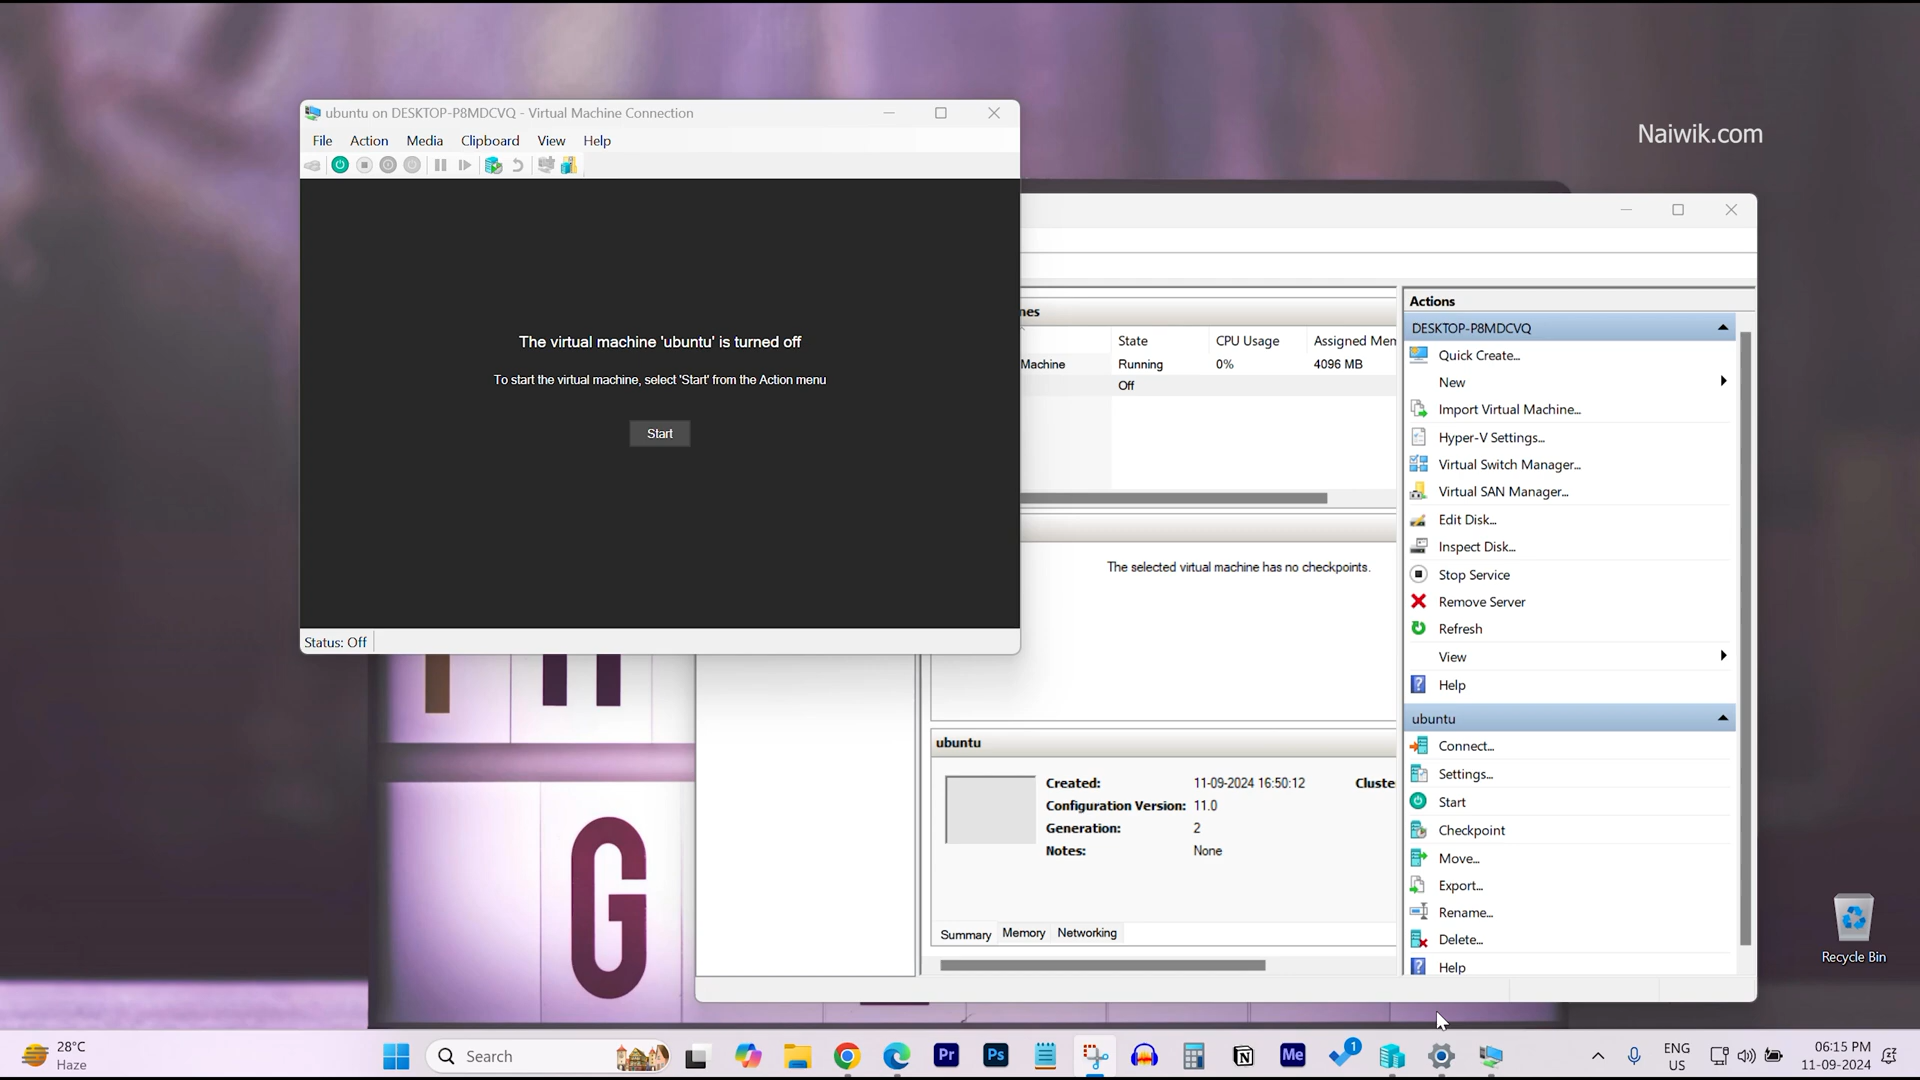 Naiwik.com
ubuntu on DESKTOP-P8MDCVQ - Virtual Machine Connection
File Action Media Clipboard View Help
The virtual machine 'ubuntu' is turned off
To start the virtual machine, select 'Start' from the Action menu
Start
Status: Off
State CPU Usage Assigned Mem
Machine Running 0% 4096 MB
Off
The selected virtual machine has no checkpoints.
ubuntu
Created: 11-09-2024 16:50:12 Cluste
Configuration Version: 11.0
Generation: 2
Notes: None
Summary Memory Networking
Actions
DESKTOP-P8MDCVQ
Quick Create...
New
Import Virtual Machine...
Hyper-V Settings...
Virtual Switch Manager...
Virtual SAN Manager...
Edit Disk...
Inspect Disk...
Stop Service
Remove Server
Refresh
View
Help
ubuntu
Connect...
Settings...
Start
Checkpoint
Move...
Export...
Rename...
Delete...
Help
G
Recycle Bin
28°C
Haze
Search
Pr
Ps
Me
1
ENG
US
06:15 PM
11-09-2024